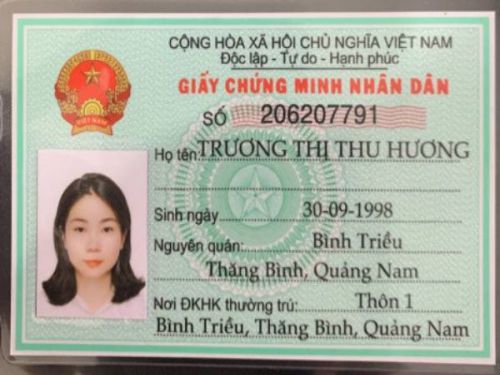 CỘNG HÒA XÃ HỘI CHỦ NGHĨA VIỆT NAM
Độc lập - Tự do - Hạnh phúc
GIẤY CHỨNG MINH NHÂN DÂN
SỐ 206207791
Họ tên TRƯƠNG THỊ THU HƯƠNG
Sinh ngày 30-09-1998
Nguyên quán: Bình Triều
Thăng Bình, Quảng Nam
Nơi ĐKHK thường trú: Thôn 1
Bình Triều, Thăng Bình, Quảng Nam
VIỆT NAM